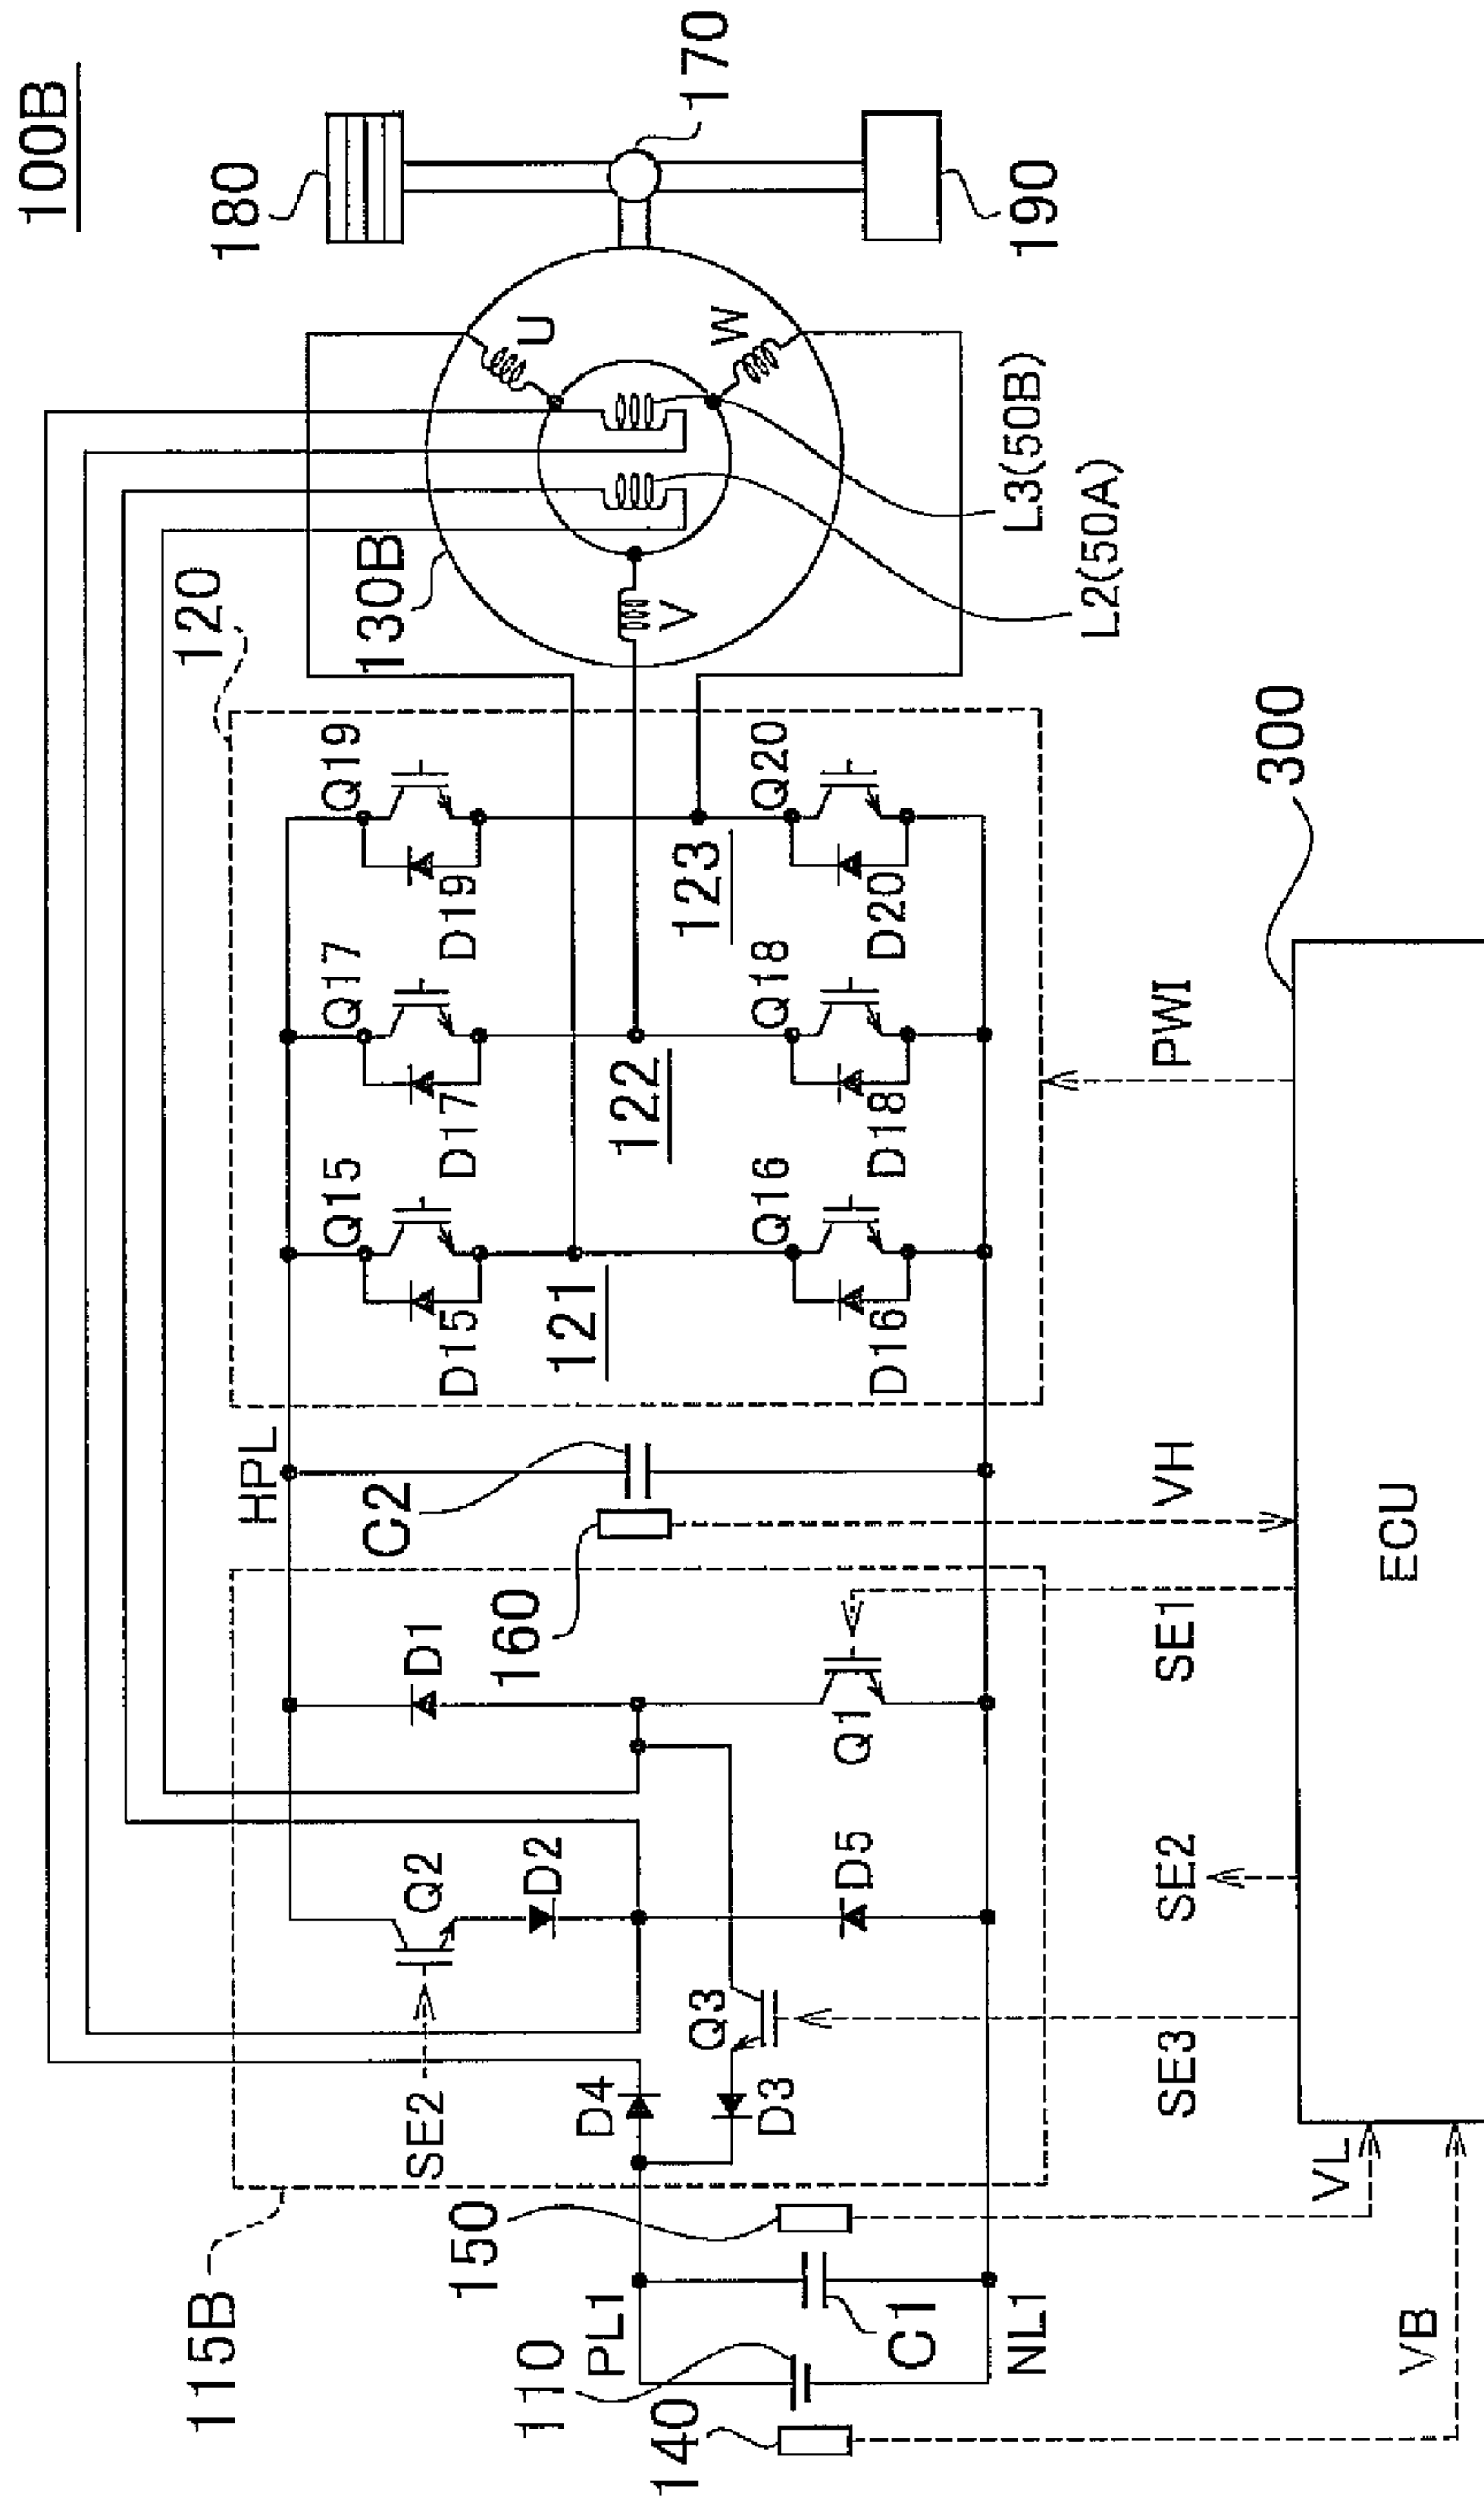 100B
180
170
190
U
W
V
130B
L3(50B)
L2(50A)
120
Q19
D19
Q20
D20
123
Q17
D17
Q18
D18
122
Q15
D15
Q16
D16
121
PWI
300
HPL
C2
160
VH
ECU
D1
Q1
SE1
Q2
D2
D5
SE2
SE2
Q3
D4
D3
SE3
115B
150
VL
PL1
C1
110
NL1
140
VB